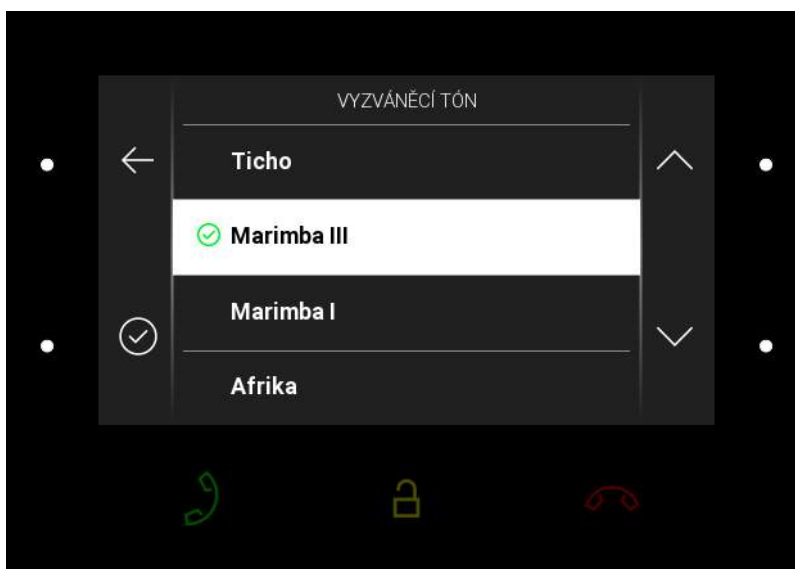 VYZVÁNĚCÍ TÓN
Ticho
Marimba III
Marimba I
Afrika